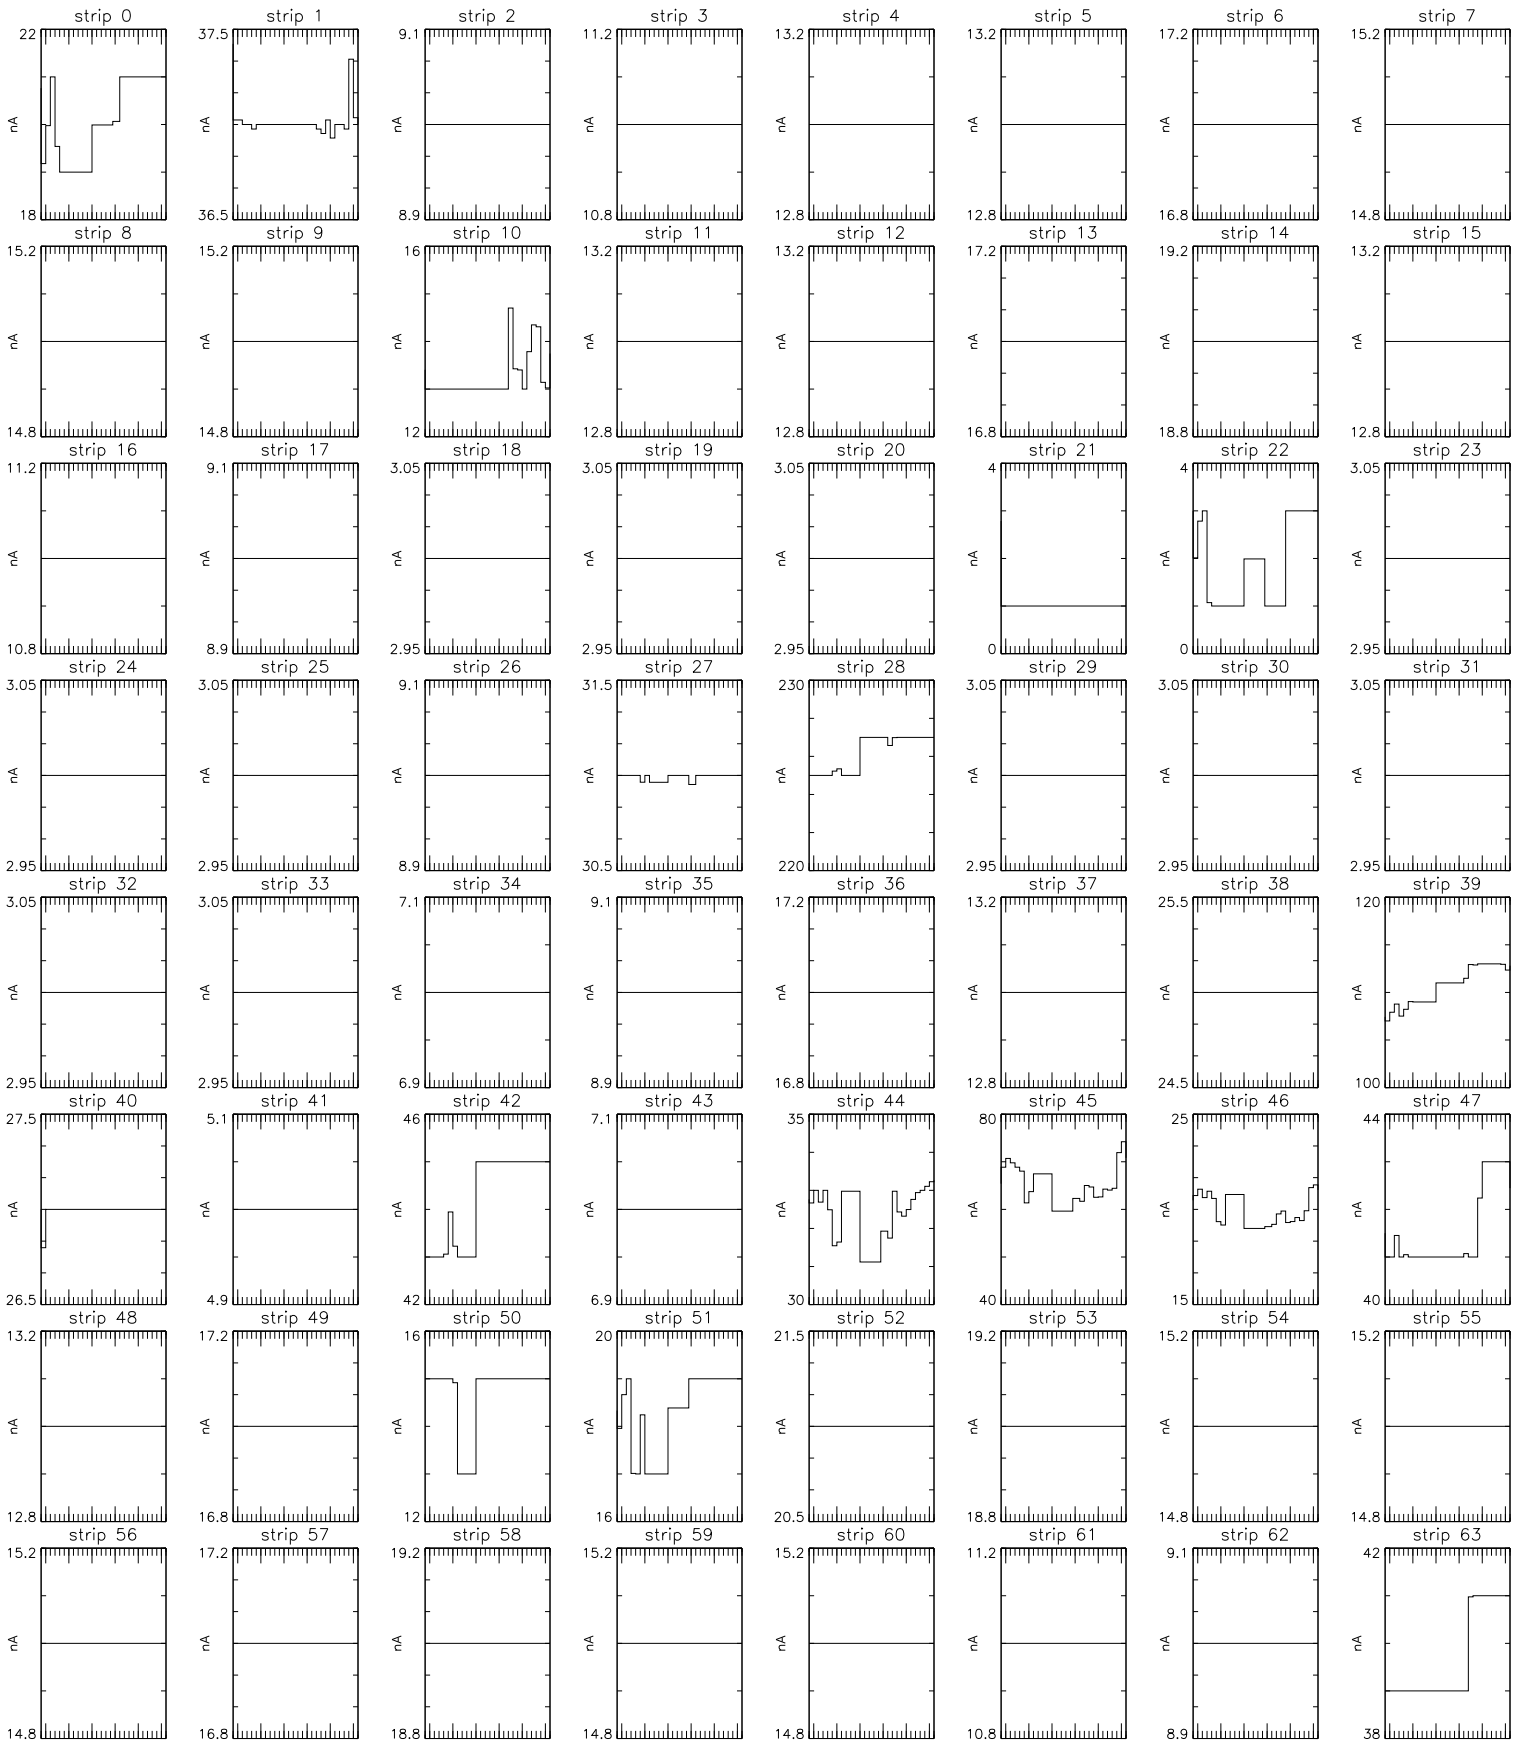 strip 0 strip 1 strip 2 strip 3 strip 4 strip 5 strip 6 strip 7
22 37.5 9.1 11.2 13.2 13.2 17.2 15.2
nA nA nA nA nA nA nA nA
18 36.5 8.9 10.8 12.8 12.8 16.8 14.8
strip 8 strip 9 strip 10 strip 11 strip 12 strip 13 strip 14 strip 15
15.2 15.2 16 13.2 13.2 17.2 19.2 13.2
nA nA nA nA nA nA nA nA
14.8 14.8 12 12.8 12.8 16.8 18.8 12.8
strip 16 strip 17 strip 18 strip 19 strip 20 strip 21 strip 22 strip 23
11.2 9.1 3.05 3.05 3.05 4 4 3.05
nA nA nA nA nA nA nA nA
10.8 8.9 2.95 2.95 2.95 0 0 2.95
strip 24 strip 25 strip 26 strip 27 strip 28 strip 29 strip 30 strip 31
3.05 3.05 9.1 31.5 230 3.05 3.05 3.05
nA nA nA nA nA nA nA nA
2.95 2.95 8.9 30.5 220 2.95 2.95 2.95
strip 32 strip 33 strip 34 strip 35 strip 36 strip 37 strip 38 strip 39
3.05 3.05 7.1 9.1 17.2 13.2 25.5 120
nA nA nA nA nA nA nA nA
2.95 2.95 6.9 8.9 16.8 12.8 24.5 100
strip 40 strip 41 strip 42 strip 43 strip 44 strip 45 strip 46 strip 47
27.5 5.1 46 7.1 35 80 25 44
nA nA nA nA nA nA nA nA
26.5 4.9 42 6.9 30 40 15 40
strip 48 strip 49 strip 50 strip 51 strip 52 strip 53 strip 54 strip 55
13.2 17.2 16 20 21.5 19.2 15.2 15.2
nA nA nA nA nA nA nA nA
12.8 16.8 12 16 20.5 18.8 14.8 14.8
strip 56 strip 57 strip 58 strip 59 strip 60 strip 61 strip 62 strip 63
15.2 17.2 19.2 15.2 15.2 11.2 9.1 42
nA nA nA nA nA nA nA nA
14.8 16.8 18.8 14.8 14.8 10.8 8.9 38